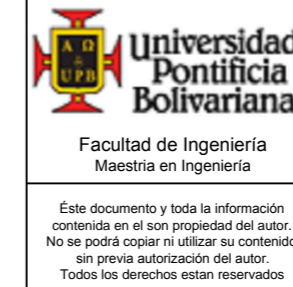 Α Ω
UPB
Universidad
Pontificia
Bolivariana
Facultad de Ingeniería
Maestria en Ingeniería
Éste documento y toda la información
contenida en el son propiedad del autor.
No se podrá copiar ni utilizar su contenido
sin previa autorización del autor.
Todos los derechos estan reservados